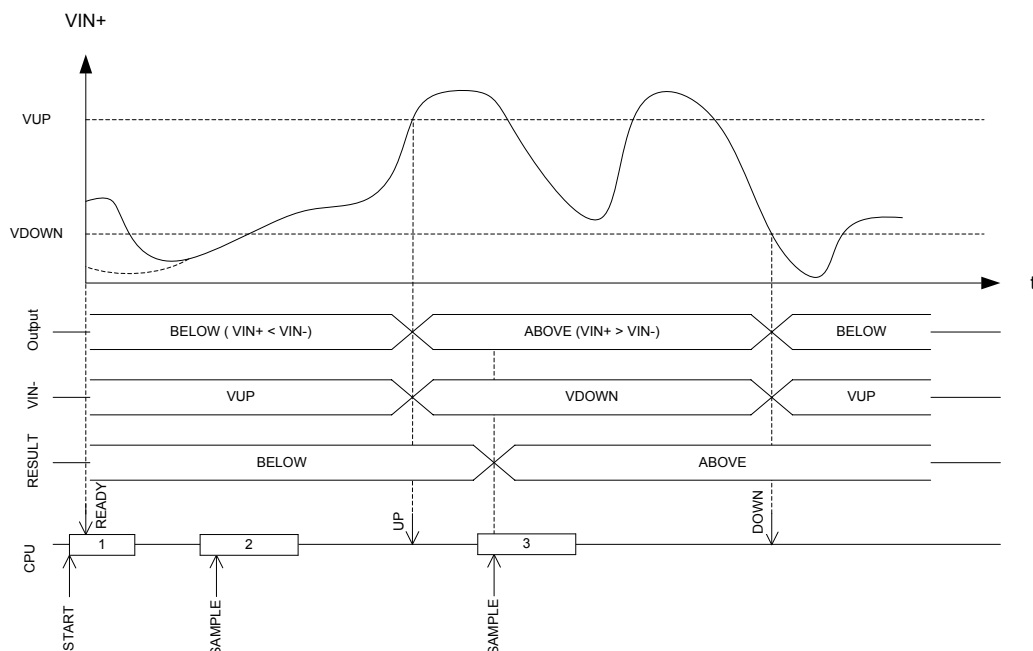 VIN+
VUP
VDOWN
t
Output
BELOW ( VIN+ < VIN-)
ABOVE (VIN+ > VIN-)
BELOW
VIN-
VUP
VDOWN
VUP
RESULT
BELOW
ABOVE
READY
UP
DOWN
CPU
1
2
3
START
SAMPLE
SAMPLE